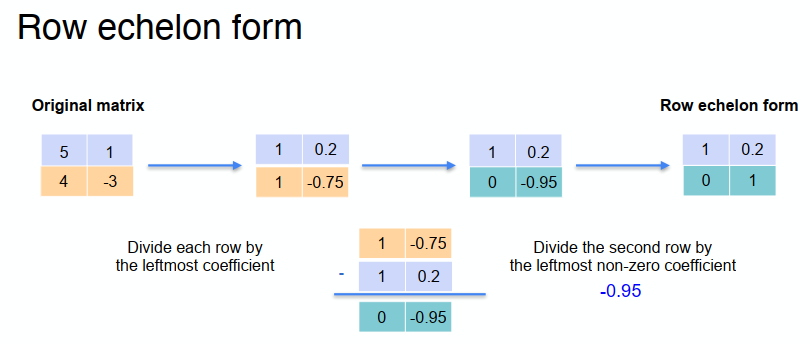 Row echelon form
Original matrix
Row echelon form
5 1
4 -3
1 0.2
1 -0.75
1 0.2
0 -0.95
1 0.2
0 1
Divide each row by
the leftmost coefficient
1 -0.75
- 1 0.2
0 -0.95
Divide the second row by
the leftmost non-zero coefficient
-0.95